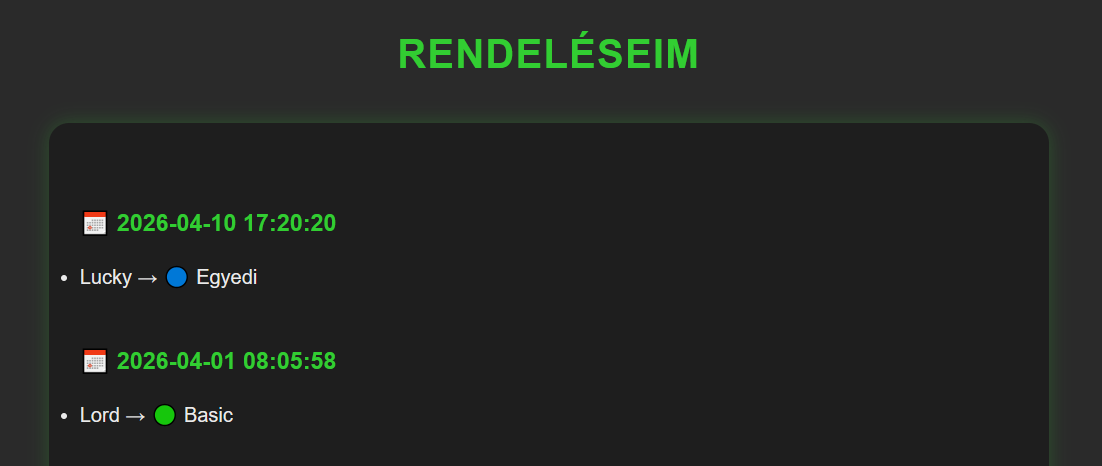 RENDELÉSEIM
📅 2026-04-10 17:20:20
• Lucky → 🔵 Egyedi
📅 2026-04-01 08:05:58
• Lord → 🟢 Basic